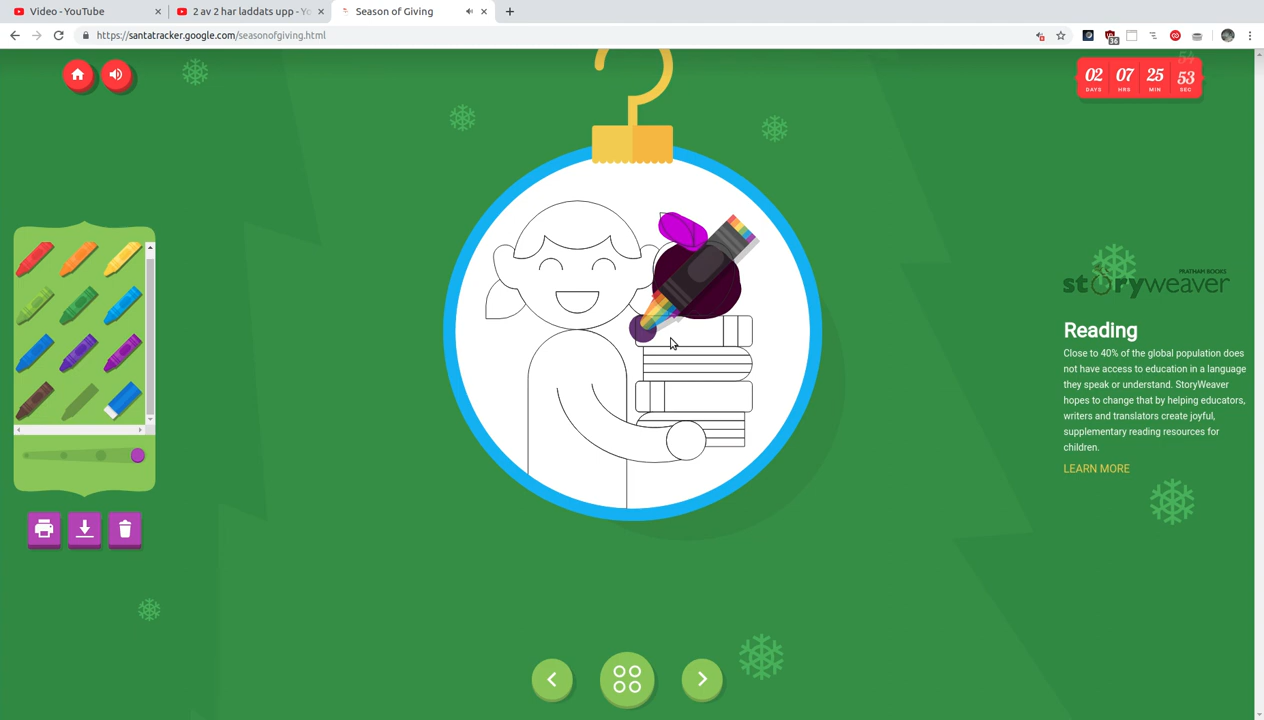 Video - YouTube
2 av 2 har laddats upp - Yo
Season of Giving
https://santatracker.google.com/seasonofgiving.html
36
02 07 25 53
DAYS HRS MIN SEC
PRATHAM BOOKS
storyweaver
Reading
Close to 40% of the global population does
not have access to education in a language
they speak or understand. StoryWeaver
hopes to change that by helping educators,
writers and translators create joyful,
supplementary reading resources for
children.
LEARN MORE